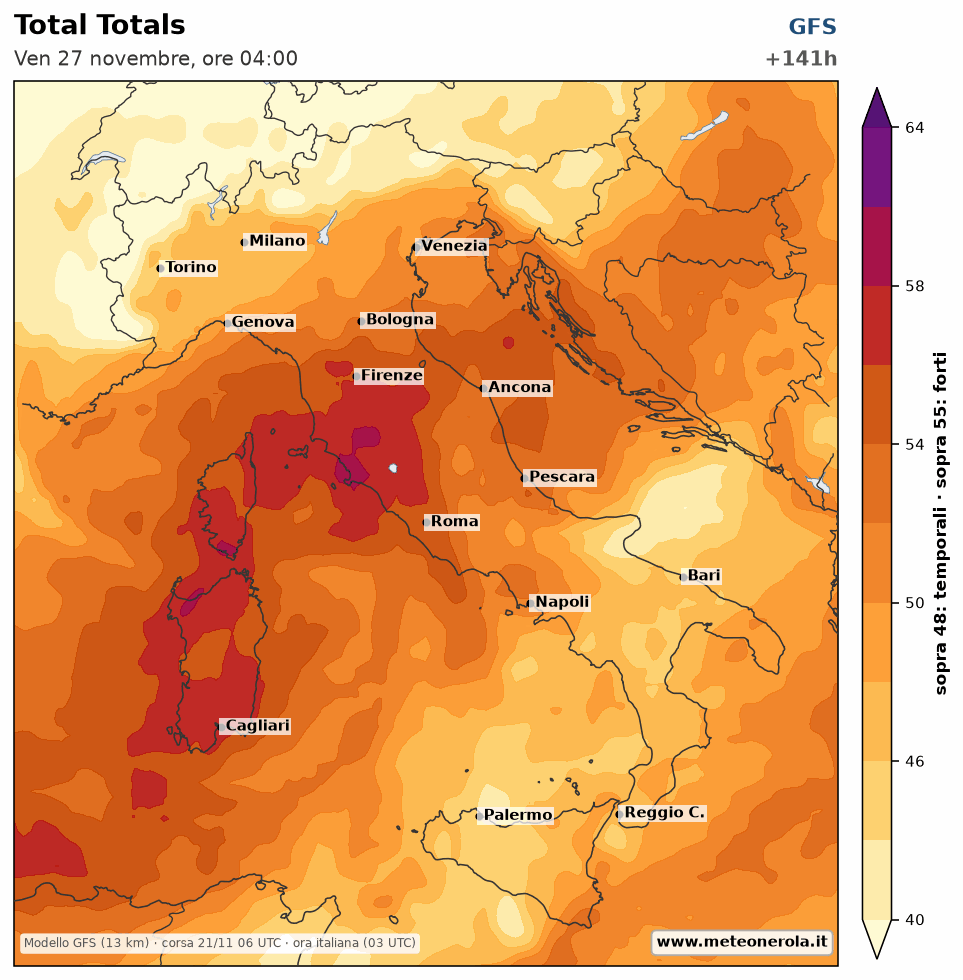 Total Totals
GFS
Ven 27 novembre, ore 04:00
+141h
64
58
54
50
46
40
sopra 48: temporali · sopra 55: forti
Milano
Venezia
Torino
Genova
Bologna
Firenze
Ancona
Pescara
Roma
Bari
Napoli
Cagliari
Palermo
Reggio C.
Modello GFS (13 km) · corsa 21/11 06 UTC · ora italiana (03 UTC)
www.meteonerola.it